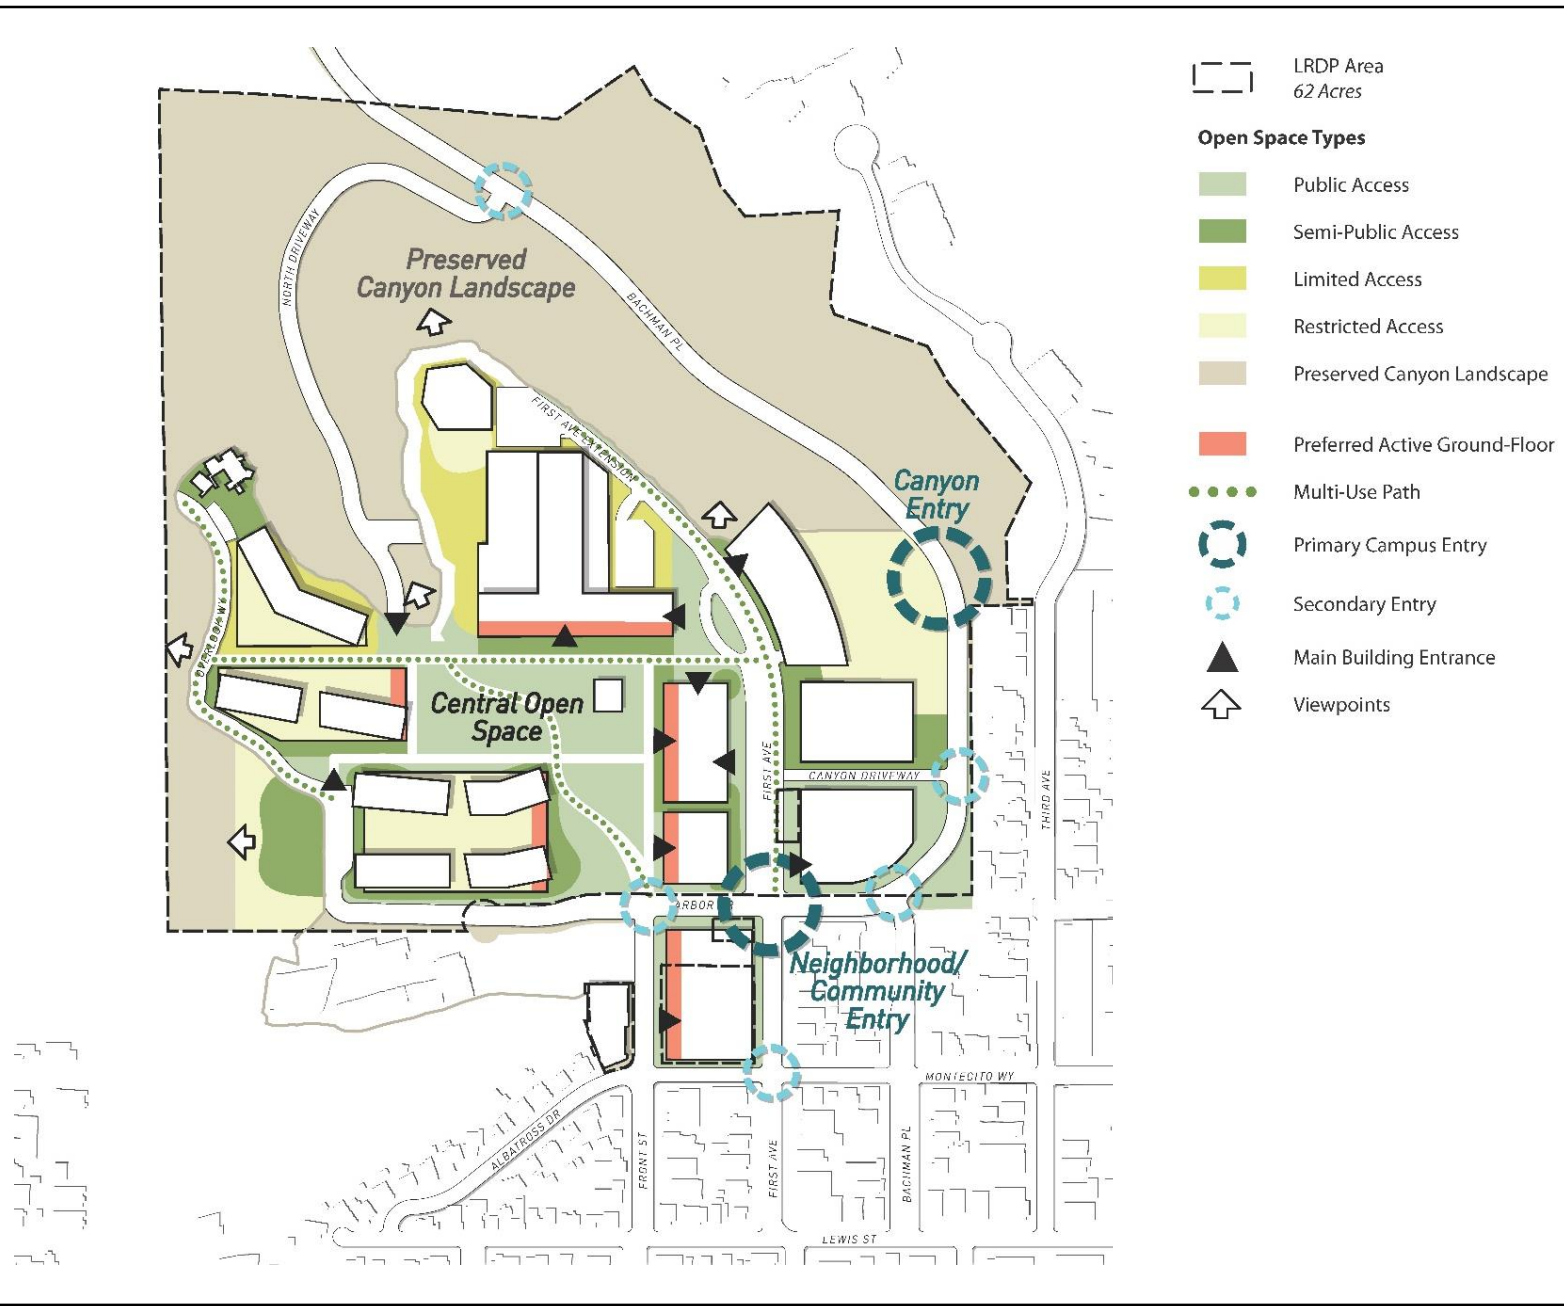 LRDP Area
62 Acres
Open Space Types
Public Access
Semi-Public Access
Limited Access
Restricted Access
Preserved Canyon Landscape
Preferred Active Ground-Floor
Multi-Use Path
Primary Campus Entry
Secondary Entry
Main Building Entrance
Viewpoints
NORTH DRIVEWAY
Preserved
Canyon Landscape
BACHMAN PL
FIRST AVE EXTENSION
Canyon
Entry
OVERLOOK WY
Central Open
Space
FIRST AVE
CANYON DRIVEWAY
THIRD AVE
ARBOR
Neighborhood/
Community
Entry
MONTECITO WY
ALBATROSS DR
FRONT ST
FIRST AVE
BACHMAN PL
LEWIS ST